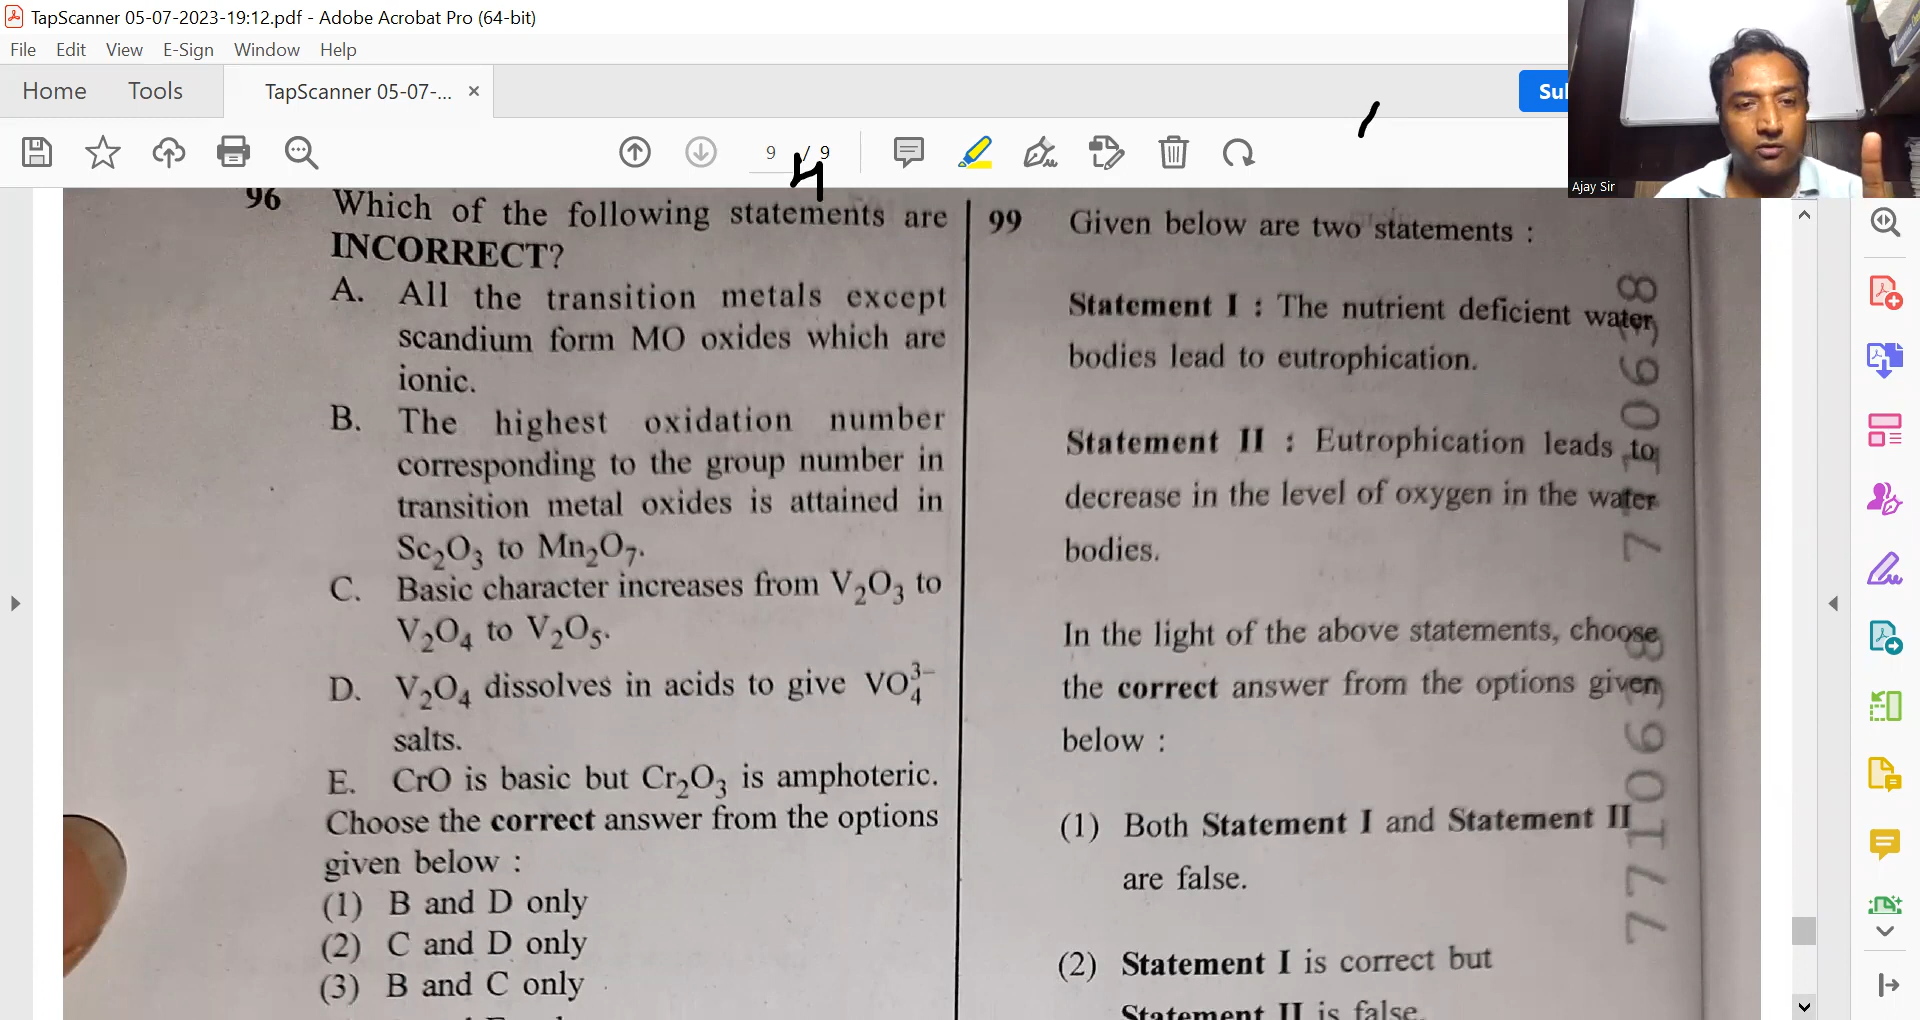 TapScanner 05-07-2023-19:12.pdf - Adobe Acrobat Pro (64-bit)
File Edit View E-Sign Window Help
Home Tools TapScanner 05-07-... ×
Sul
9 / 9
4
Ajay Sir
96 Which of the following statements are
INCORRECT?
A. All the transition metals except
scandium form MO oxides which are
ionic.
B. The highest oxidation number
corresponding to the group number in
transition metal oxides is attained in
Sc₂O₃ to Mn₂O₇.
C. Basic character increases from V₂O₃ to
V₂O₄ to V₂O₅.
D. V₂O₄ dissolves in acids to give VO₄³⁻
salts.
E. CrO is basic but Cr₂O₃ is amphoteric.
Choose the correct answer from the options
given below :
(1) B and D only
(2) C and D only
(3) B and C only
99 Given below are two statements :
Statement I : The nutrient deficient water
bodies lead to eutrophication.
Statement II : Eutrophication leads to
decrease in the level of oxygen in the water
bodies.
In the light of the above statements, choose
the correct answer from the options given
below :
(1) Both Statement I and Statement II
are false.
(2) Statement I is correct but
Statement II is false.